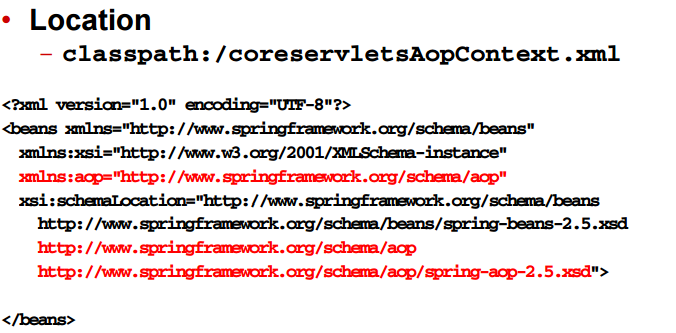 • Location
– classpath:/coreservletsAopContext.xml
<?xml version="1.0" encoding="UTF-8"?>
<beans xmlns="http://www.springframework.org/schema/beans"
xmlns:xsi="http://www.w3.org/2001/XMLSchema-instance"
xmlns:aop="http://www.springframework.org/schema/aop"
xsi:schemaLocation="http://www.springframework.org/schema/beans
http://www.springframework.org/schema/beans/spring-beans-2.5.xsd
http://www.springframework.org/schema/aop
http://www.springframework.org/schema/aop/spring-aop-2.5.xsd">
</beans>